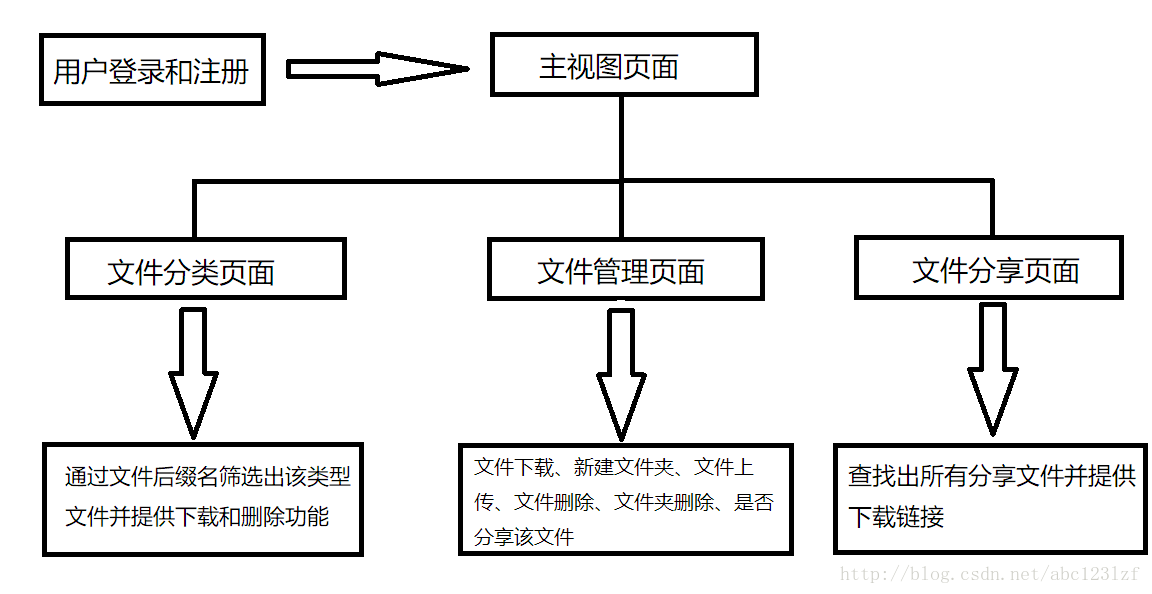 用户登录和注册
主视图页面
文件分类页面
文件管理页面
文件分享页面
通过文件后缀名筛选出该类型
文件并提供下载和删除功能
文件下载、新建文件夹、文件上
传、文件删除、文件夹删除、是否
分享该文件
查找出所有分享文件并提供
下载链接
http://blog.csdn.net/abc123lzf